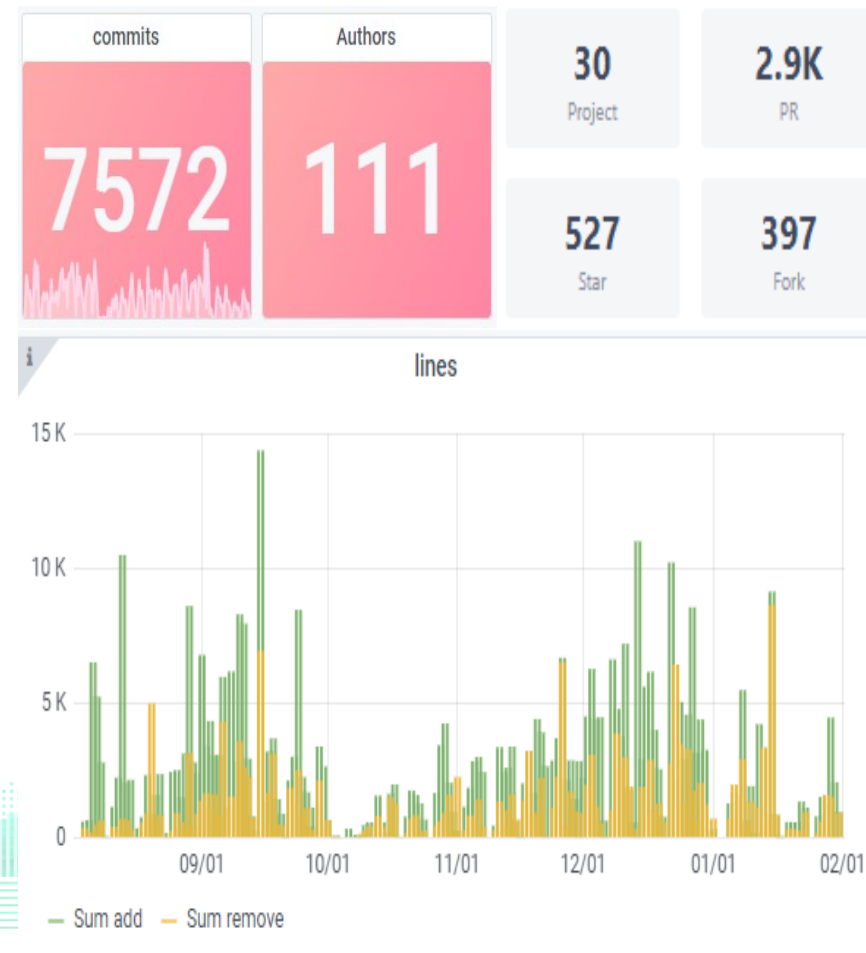 commits
7572
Authors
111
30
Project
2.9K
PR
527
Star
397
Fork
i
lines
15 K
10 K
5 K
0
09/01 10/01 11/01 12/01 01/01 02/01
Sum add Sum remove